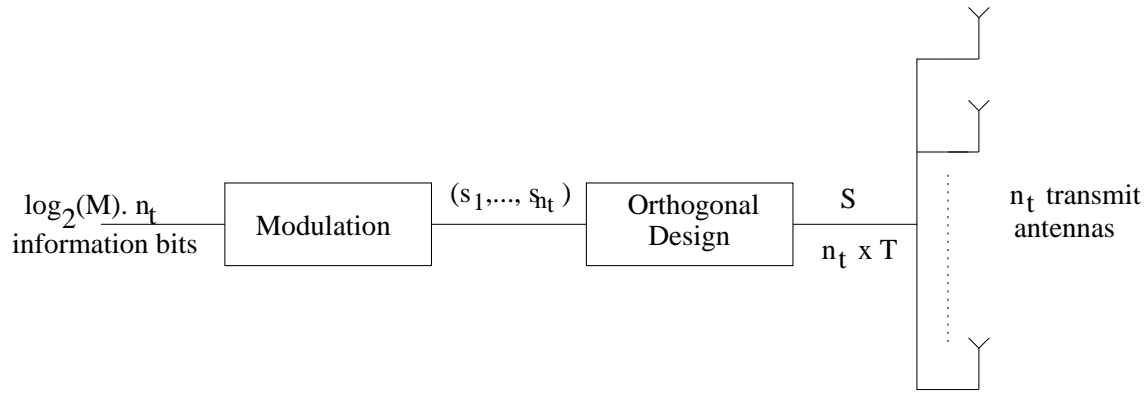 log2(M). nt
information bits
Modulation
(s1,..., snt )
Orthogonal
Design
S
nt x T
nt transmit
antennas